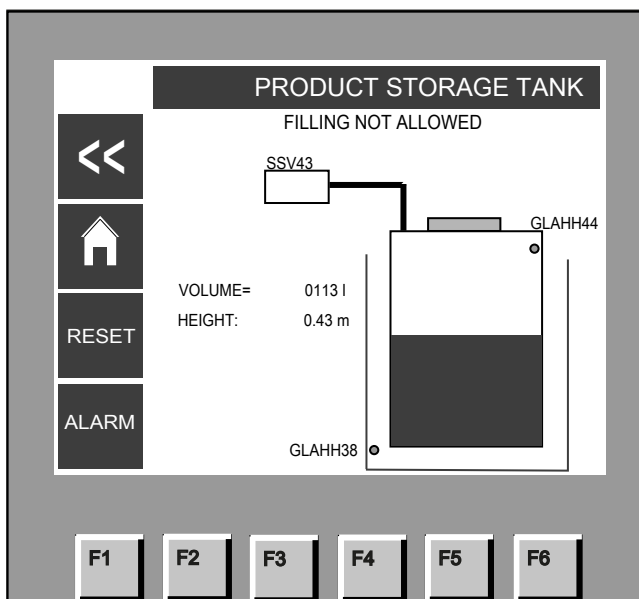 PRODUCT STORAGE TANK
FILLING NOT ALLOWED
<<
SSV43
GLAHH44
VOLUME= 0113 l
HEIGHT: 0.43 m
RESET
ALARM
GLAHH38
F1 F2 F3 F4 F5 F6